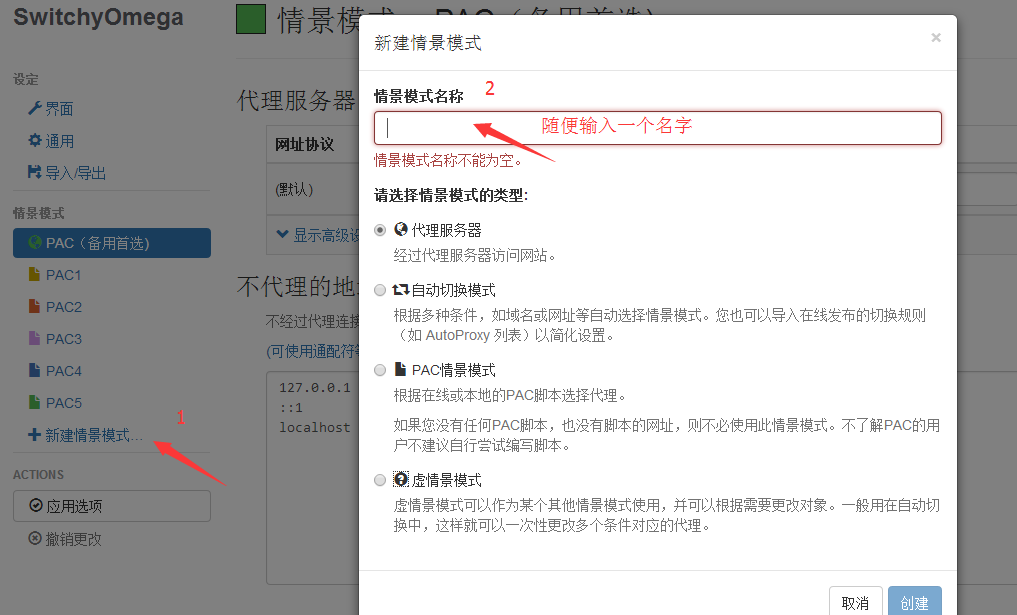 SwitchyOmega
设定
界面
通用
导入/导出
情景模式
PAC（备用首选)
PAC1
PAC2
PAC3
PAC4
PAC5
新建情景模式...
1
ACTIONS
应用选项
撤销更改
情景模式
代理服务器
网址协议
(默认)
显示高级设
不代理的地
不经过代理连接
(可使用通配符等
127.0.0.1
::1
localhost
新建情景模式
×
情景模式名称
2
随便输入一个名字
情景模式名称不能为空。
请选择情景模式的类型:
代理服务器
经过代理服务器访问网站。
自动切换模式
根据多种条件，如域名或网址等自动选择情景模式。您也可以导入在线发布的切换规则
（如 AutoProxy 列表）以简化设置。
PAC情景模式
根据在线或本地的PAC脚本选择代理。
如果您没有任何PAC脚本，也没有脚本的网址，则不必使用此情景模式。不了解PAC的用
户不建议自行尝试编写脚本。
虚情景模式
虚情景模式可以作为某个其他情景模式使用，并可以根据需要更改对象。一般用在自动切
换中，这样就可以一次性更改多个条件对应的代理。
取消
创建